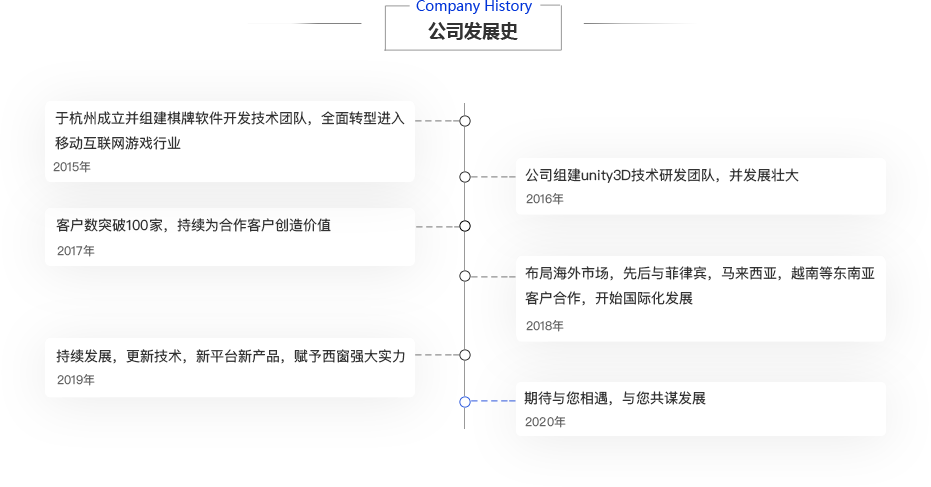 Company History
公司发展史
于杭州成立并组建棋牌软件开发技术团队，全面转型进入
移动互联网游戏行业
2015年
公司组建unity3D技术研发团队，并发展壮大
2016年
客户数突破100家，持续为合作客户创造价值
2017年
布局海外市场，先后与菲律宾，马来西亚，越南等东南亚
客户合作，开始国际化发展
2018年
持续发展，更新技术，新平台新产品，赋予西窗强大实力
2019年
期待与您相遇，与您共谋发展
2020年